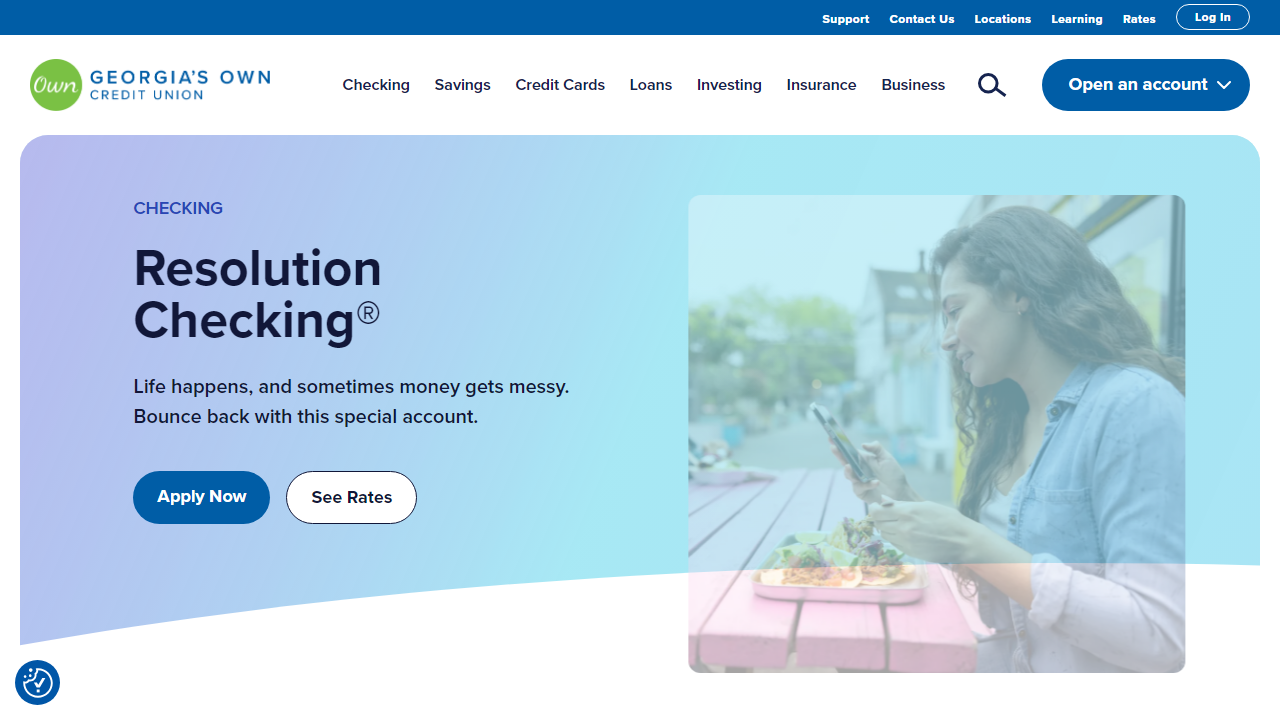 Support Contact Us Locations Learning Rates Log In
Own GEORGIA'S OWN
CREDIT UNION
Checking Savings Credit Cards Loans Investing Insurance Business Open an account
CHECKING
Resolution
Checking®
Life happens, and sometimes money gets messy.
Bounce back with this special account.
Apply Now See Rates